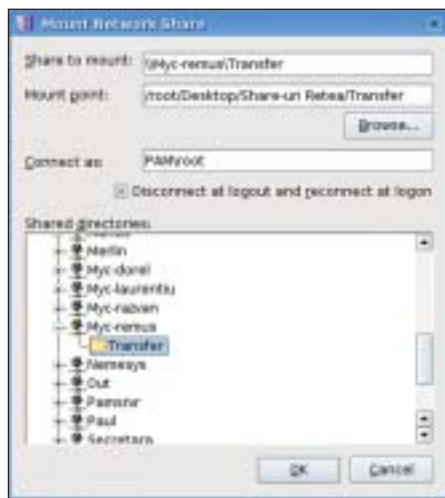 Mount Network Share
Share to mount: \\Myc-remus\Transfer
Mount point: /root/Desktop/Share-uri Retea/Transfer
Browse...
Connect as: PAM\root
Disconnect at logout and reconnect at logon
Shared directories:
Merlin
Myc-dorel
Myc-laurentiu
Myc-razvan
Myc-remus
Transfer
Nemesys
Out
Paul
Secretara
OK Cancel